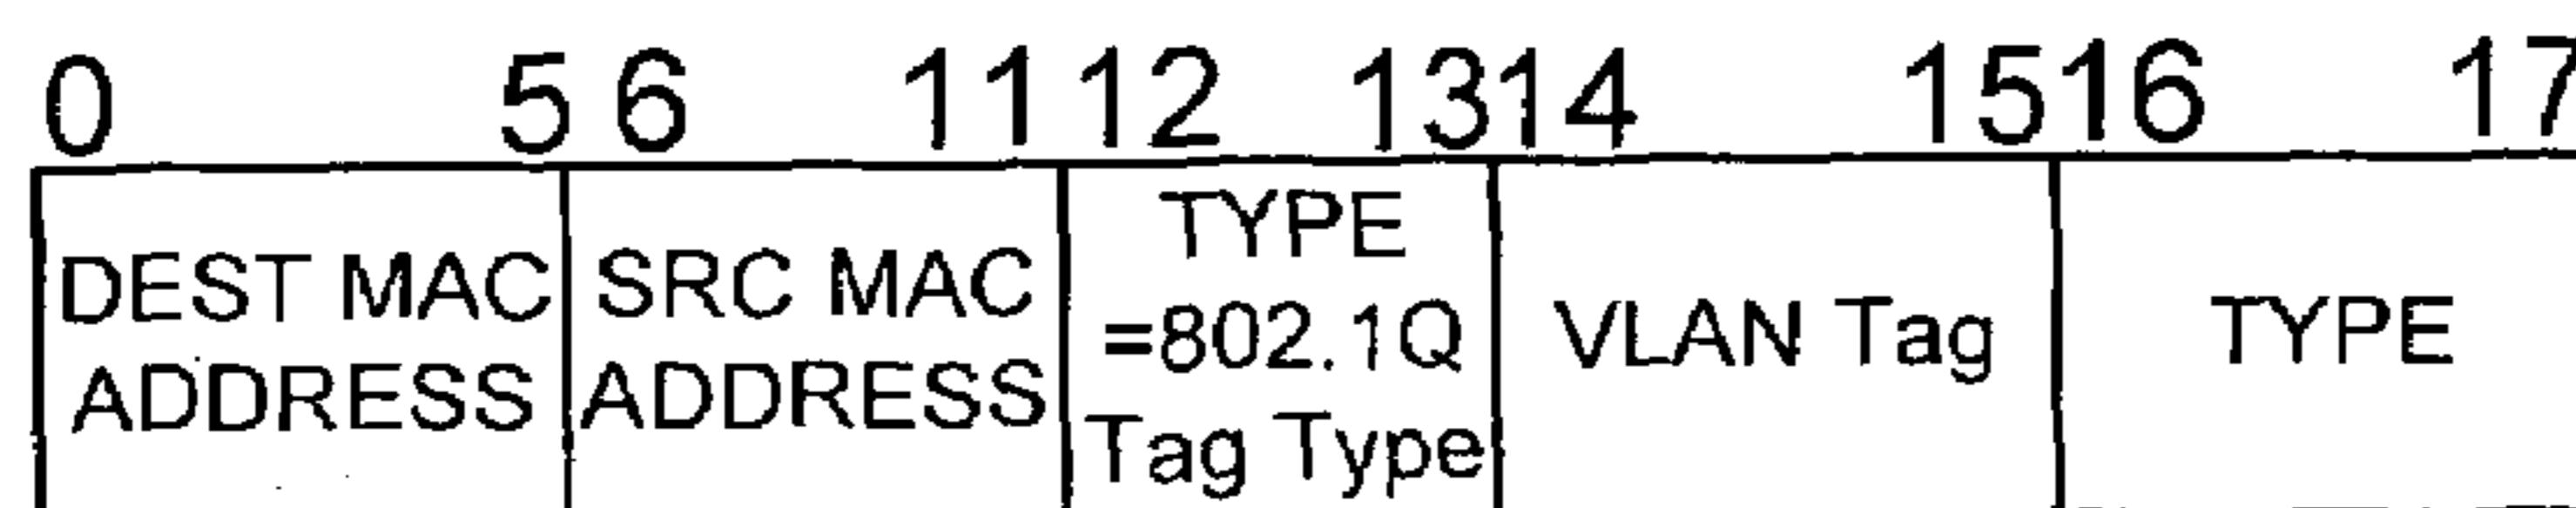 0 5 6 11 12 13 14 15 16 17
DEST MAC ADDRESS
SRC MAC ADDRESS
TYPE
=802.1Q
Tag Type
VLAN Tag
TYPE